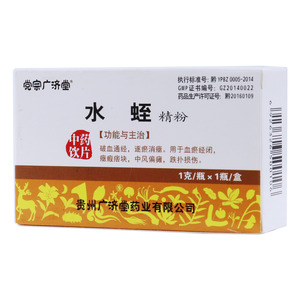 广济堂
执行标准号：黔YPBZ 0005-2014
GMP证书编号：GZ20140022
药品生产许可证号：黔20160109
水蛭 精粉
中药饮片
【功能与主治】
破血通经，逐瘀消癥。用于血瘀经闭，
癥瘕痞块，中风偏瘫，跌扑损伤。
1克/瓶×1瓶/盒
贵州广济堂药业有限公司